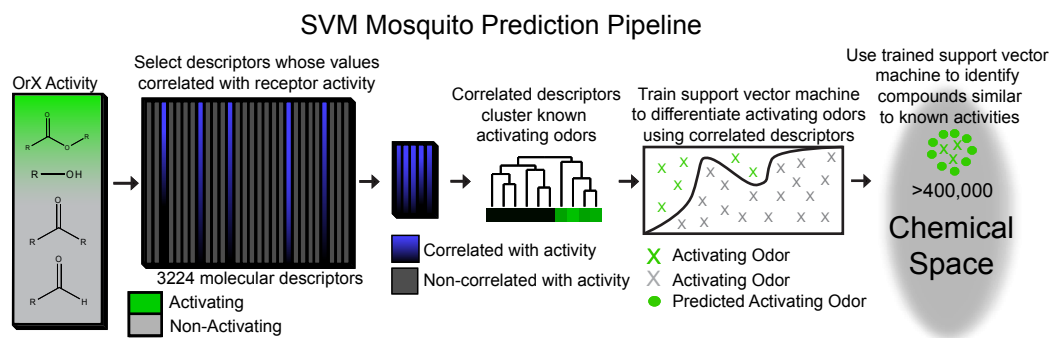 SVM Mosquito Prediction Pipeline
OrX Activity
O
R
O
R
R
OH
O
R
R
O
R
H
Select descriptors whose values
correlated with receptor activity
3224 molecular descriptors
Activating
Non-Activating
Correlated descriptors
cluster known
activating odors
Correlated with activity
Non-correlated with activity
Train support vector machine
to differentiate activating odors
using correlated descriptors
X Activating Odor
X Activating Odor
Predicted Activating Odor
Use trained support vector
machine to identify
compounds similar
to known activities
>400,000
Chemical
Space